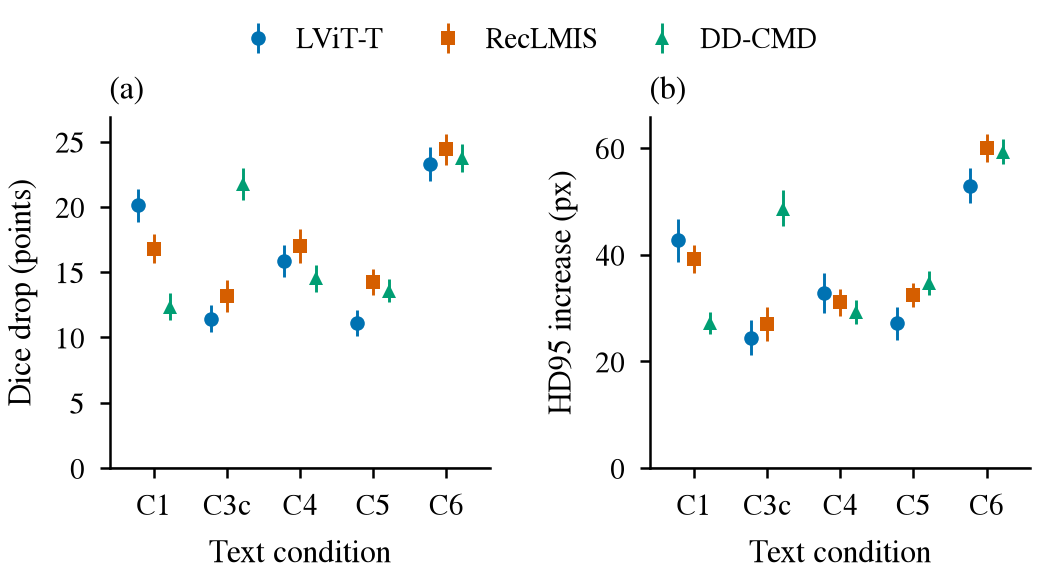 LViT-T RecLMIS DD-CMD
(a)
Dice drop (points)
25
20
15
10
5
0
C1 C3c C4 C5 C6
Text condition
(b)
HD95 increase (px)
60
40
20
0
C1 C3c C4 C5 C6
Text condition